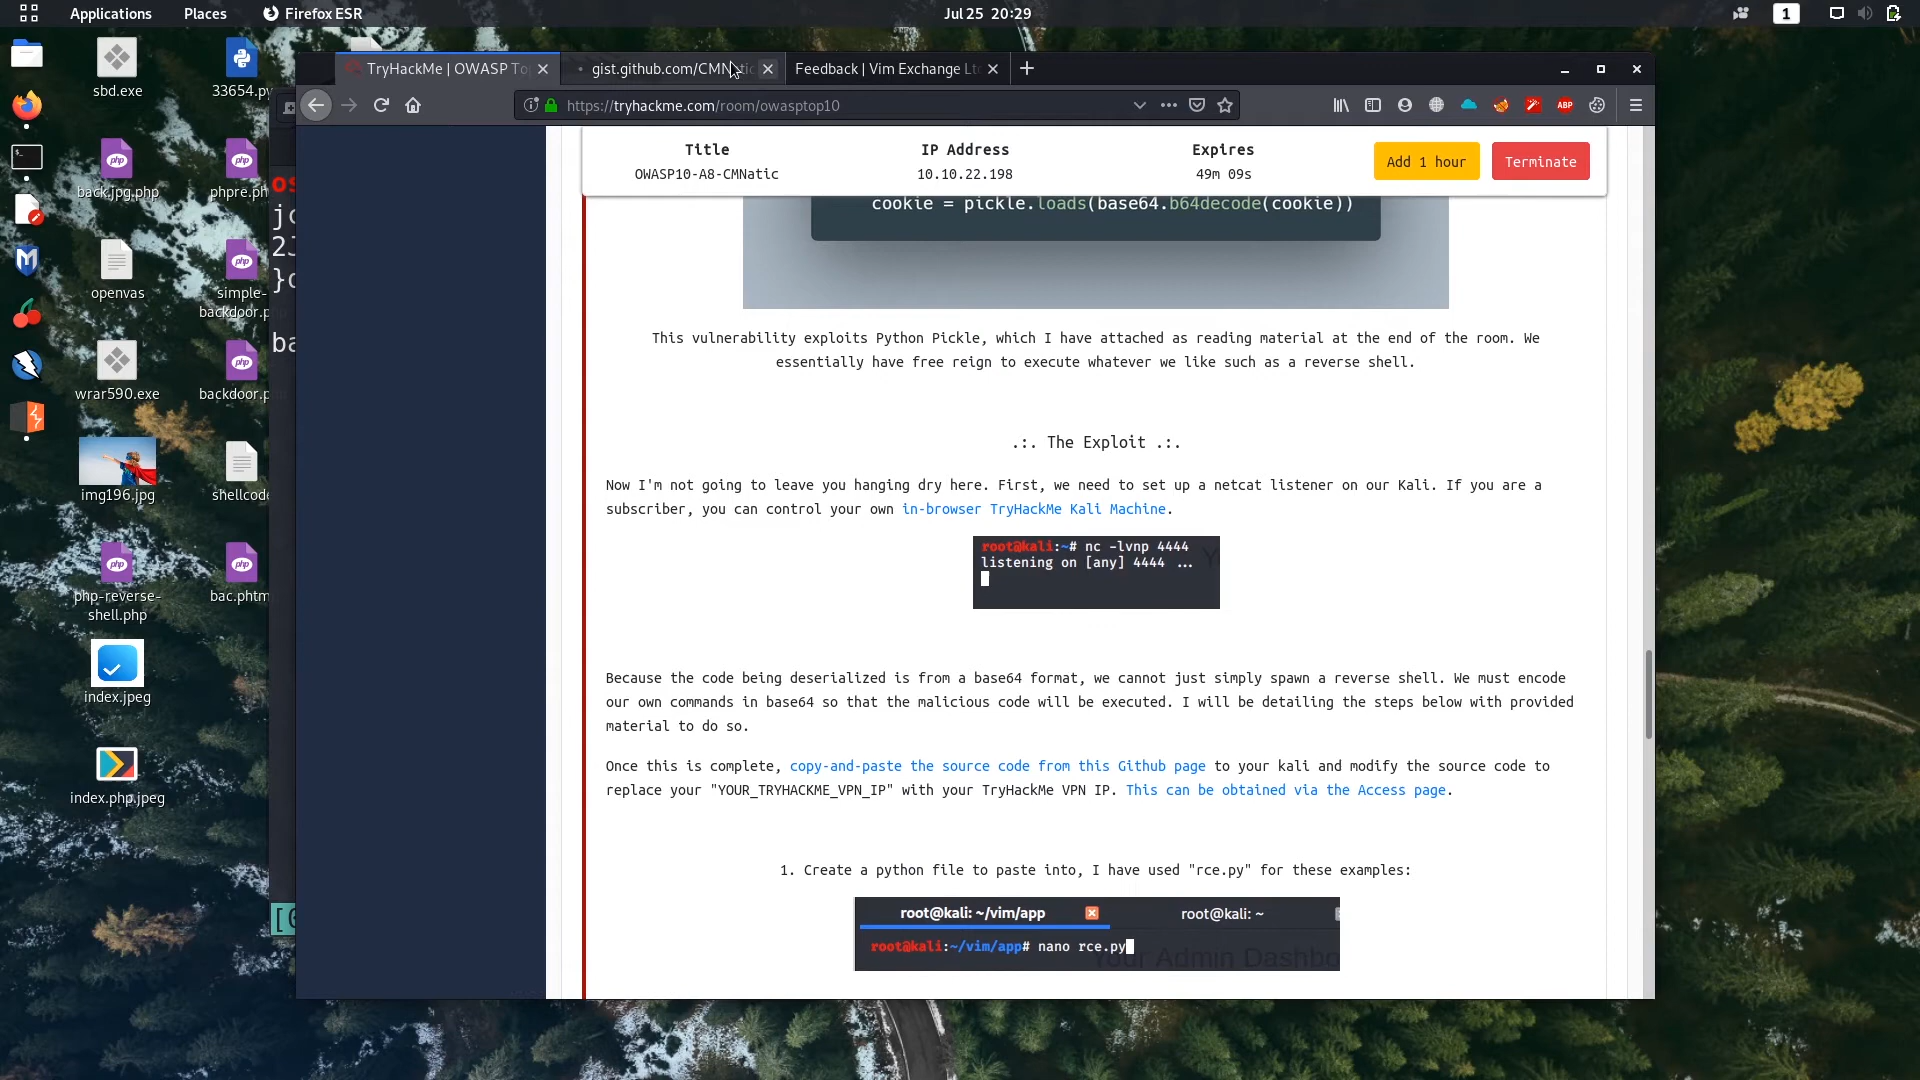 Applications Places Firefox ESR Jul 25 20:29 1
sbd.exe
33654.py
back.jpg.php
phpre.ph
openvas
simple-
backdoor.p
wrar590.exe
backdoor.p
img196.jpg
shellcode
php-reverse-
shell.php
bac.phtm
index.jpeg
index.php.jpeg
TryHackMe | OWASP To
gist.github.com/CMNatic
Feedback | Vim Exchange Lt
https://tryhackme.com/room/owasptop10
ABP
Title IP Address Expires
OWASP10-A8-CMNatic 10.10.22.198 49m 09s
Add 1 hour
Terminate
cookie = pickle.loads(base64.b64decode(cookie))
This vulnerability exploits Python Pickle, which I have attached as reading material at the end of the room. We
essentially have free reign to execute whatever we like such as a reverse shell.
.:. The Exploit .:.
Now I'm not going to leave you hanging dry here. First, we need to set up a netcat listener on our Kali. If you are a
subscriber, you can control your own in-browser TryHackMe Kali Machine.
root@kali:~# nc -lvnp 4444
listening on [any] 4444 ...
Because the code being deserialized is from a base64 format, we cannot just simply spawn a reverse shell. We must encode
our own commands in base64 so that the malicious code will be executed. I will be detailing the steps below with provided
material to do so.
Once this is complete, copy-and-paste the source code from this Github page to your kali and modify the source code to
replace your "YOUR_TRYHACKME_VPN_IP" with your TryHackMe VPN IP. This can be obtained via the Access page.
1. Create a python file to paste into, I have used "rce.py" for these examples:
root@kali: ~/vim/app root@kali: ~
root@kali:~/vim/app# nano rce.py
Your Admin Dashbo